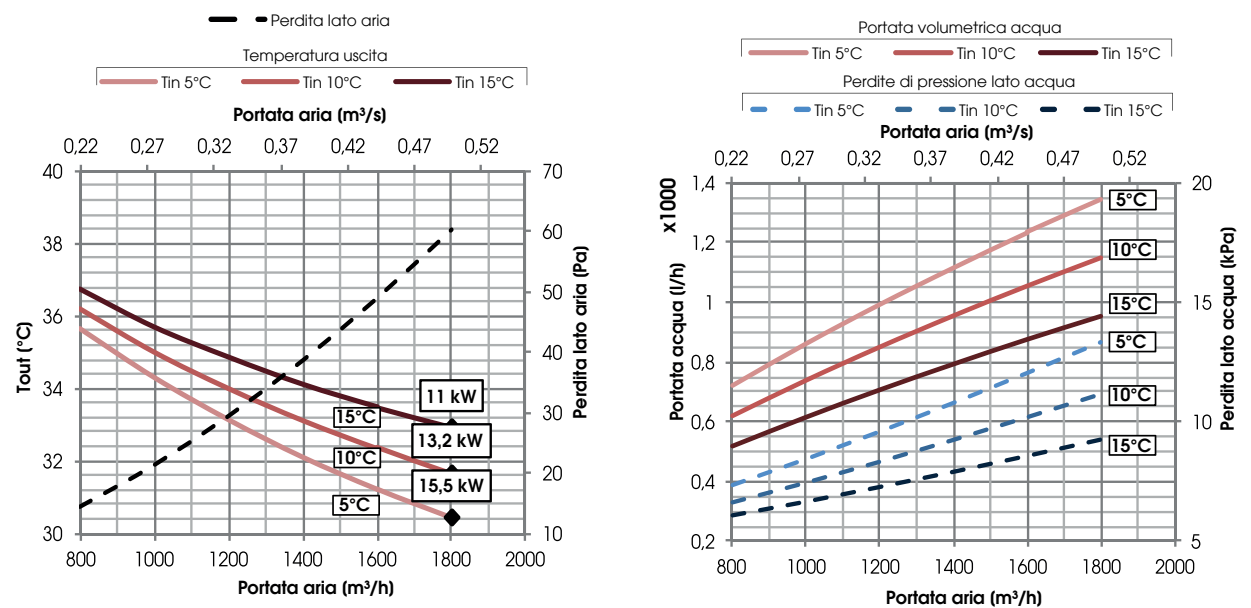 Perdita lato aria
Temperatura uscita
Tin 5°C Tin 10°C Tin 15°C
Portata aria (m³/s)
0,22 0,27 0,32 0,37 0,42 0,47 0,52
40 70
38 60
36 50
34 40
32 30
30 20
10
Tout (°C)
Perdita lato aria (Pa)
11 kW
15°C
13,2 kW
10°C
15,5 kW
5°C
800 1000 1200 1400 1600 1800 2000
Portata aria (m³/h)
Portata volumetrica acqua
Tin 5°C Tin 10°C Tin 15°C
Perdite di pressione lato acqua
Tin 5°C Tin 10°C Tin 15°C
Portata aria (m³/s)
0,22 0,27 0,32 0,37 0,42 0,47 0,52
x1000
Portata acqua (l/h)
1,4 20
1,2
1 15
0,8
0,6 10
0,4
0,2 5
Perdita lato acqua (kPa)
5°C
10°C
15°C
5°C
10°C
15°C
800 1000 1200 1400 1600 1800 2000
Portata aria (m³/h)